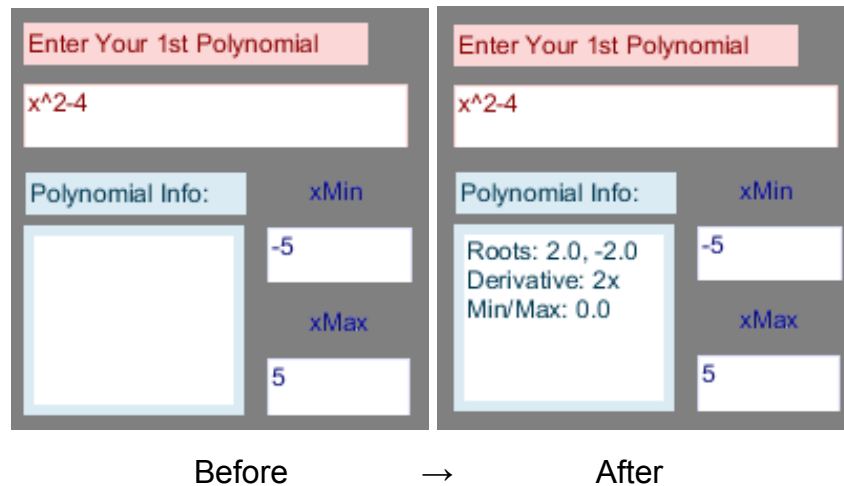 Enter Your 1st Polynomial
x^2-4
Polynomial Info:
xMin
-5
xMax
5
Enter Your 1st Polynomial
x^2-4
Polynomial Info:
xMin
Roots: 2.0, -2.0
Derivative: 2x
Min/Max: 0.0
-5
xMax
5
Before → After